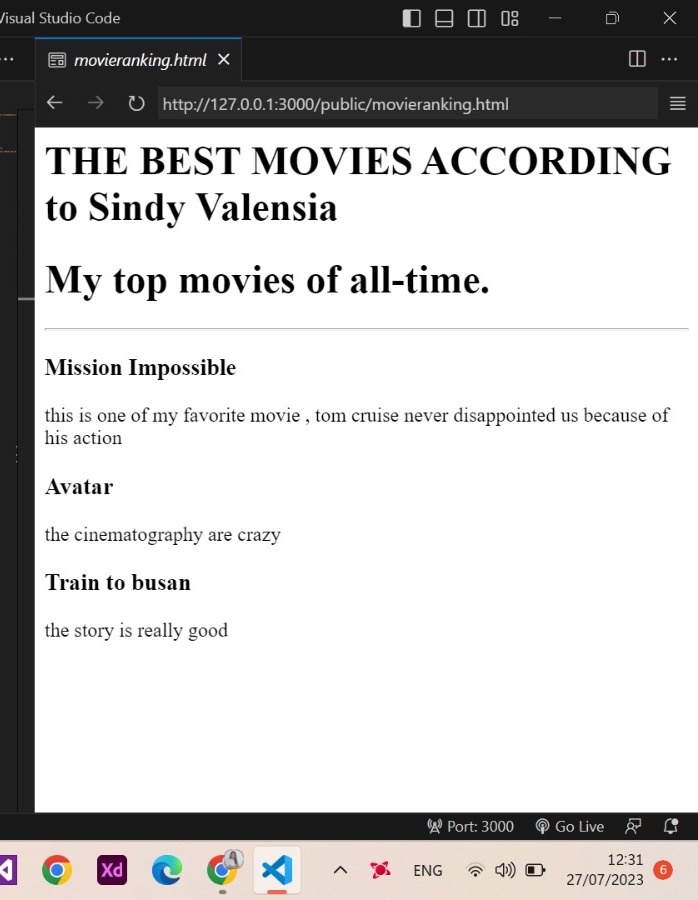 Visual Studio Code
movieranking.html
http://127.0.0.1:3000/public/movieranking.html
THE BEST MOVIES ACCORDING
to Sindy Valensia
My top movies of all-time.
Mission Impossible
this is one of my favorite movie , tom cruise never disappointed us because of
his action
Avatar
the cinematography are crazy
Train to busan
the story is really good
Port: 3000 Go Live
Xd ENG 12:31 6
27/07/2023